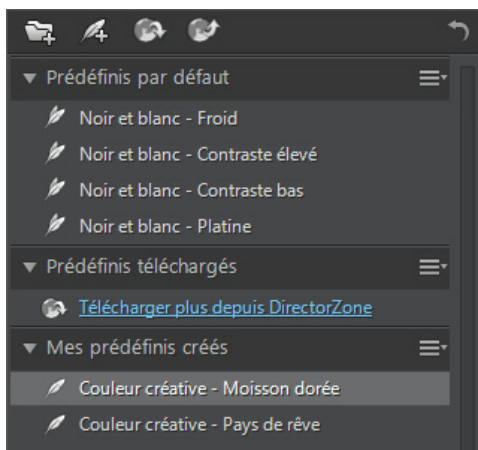 Prédéfinis par défaut
Noir et blanc - Froid
Noir et blanc - Contraste élevé
Noir et blanc - Contraste bas
Noir et blanc - Platine
Prédéfinis téléchargés
Télécharger plus depuis DirectorZone
Mes prédéfinis créés
Couleur créative - Moisson dorée
Couleur créative - Pays de rêve